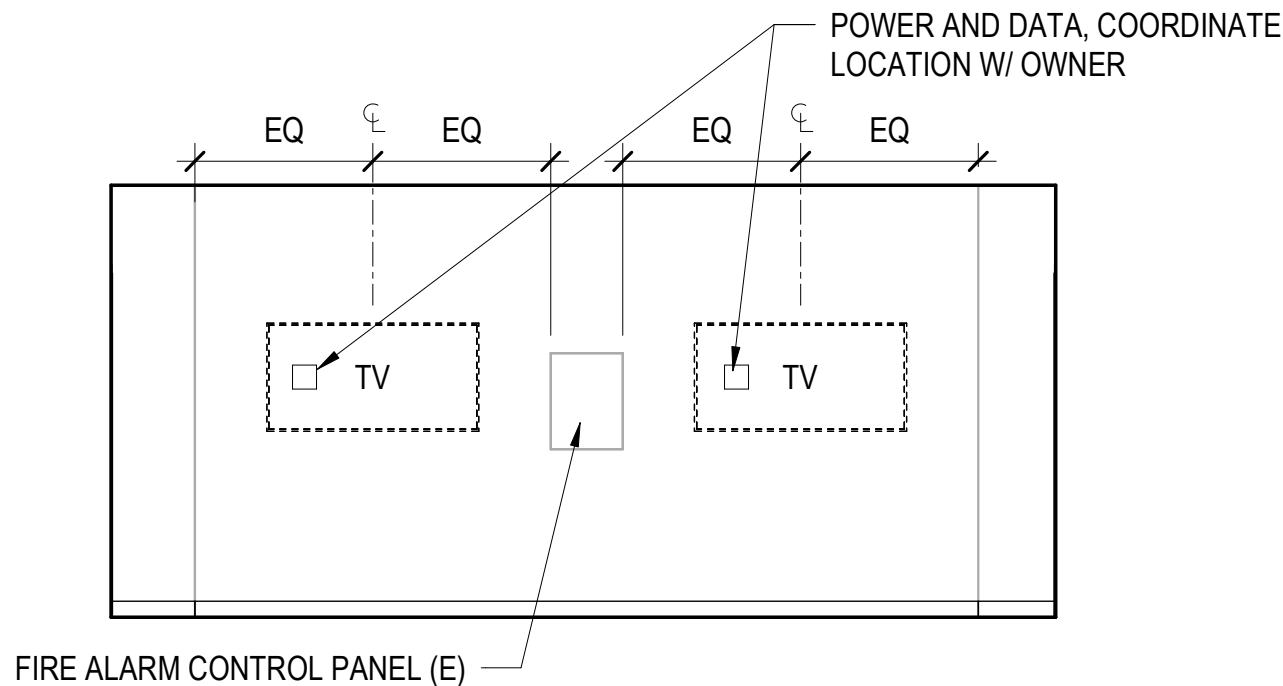 POWER AND DATA, COORDINATE
LOCATION W/ OWNER
EQ ℄ EQ EQ ℄ EQ
TV TV
FIRE ALARM CONTROL PANEL (E)